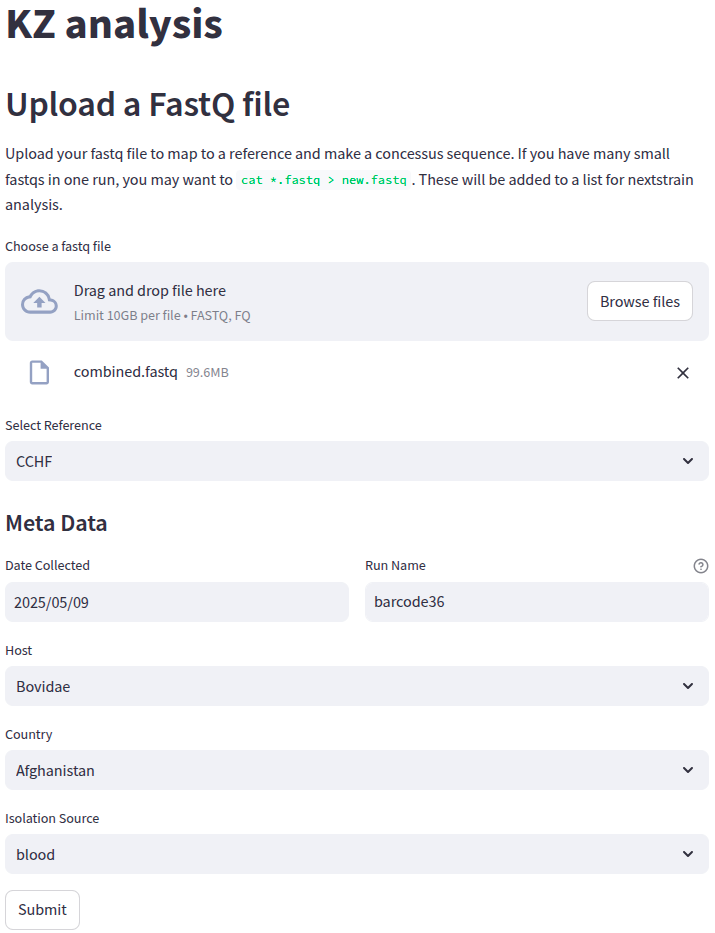 KZ analysis
Upload a FastQ file
Upload your fastq file to map to a reference and make a concessus sequence. If you have many small
fastqs in one run, you may want to cat *.fastq > new.fastq . These will be added to a list for nextstrain
analysis.
Choose a fastq file
Drag and drop file here
Limit 10GB per file • FASTQ, FQ
Browse files
combined.fastq 99.6MB
Select Reference
CCHF
Meta Data
Date Collected
2025/05/09
Run Name
barcode36
Host
Bovidae
Country
Afghanistan
Isolation Source
blood
Submit